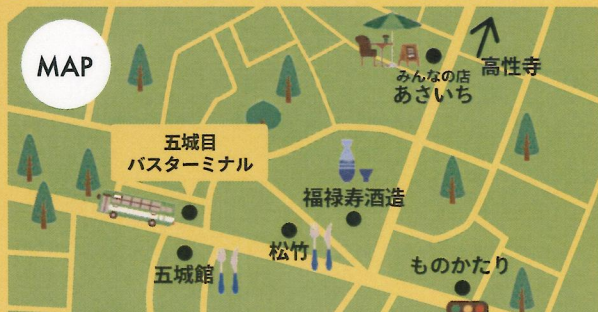 MAP
高性寺
みんなの店
あさいち
五城目
バスターミナル
福禄寿酒造
松竹
五城館
ものかたり